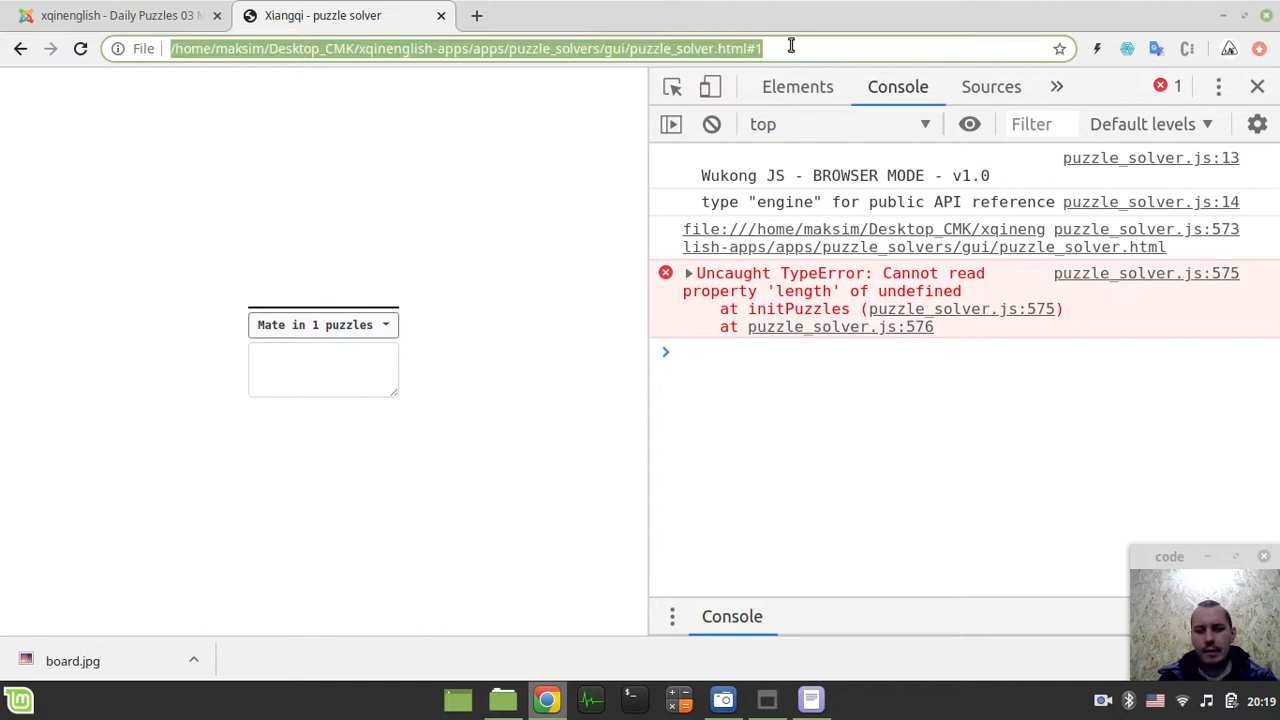 xqinenglish - Daily Puzzles 03 M
Xiangqi - puzzle solver
File
/home/maksim/Desktop_CMK/xqinenglish-apps/apps/puzzle_solvers/gui/puzzle_solver.html#1
Elements
Console
Sources
1
top
Filter
Default levels
puzzle_solver.js:13
Wukong JS - BROWSER MODE - v1.0
type "engine" for public API reference puzzle_solver.js:14
file:///home/maksim/Desktop_CMK/xqineng puzzle_solver.js:573
lish-apps/apps/puzzle_solvers/gui/puzzle_solver.html
Uncaught TypeError: Cannot read puzzle_solver.js:575
property 'length' of undefined
at initPuzzles (puzzle_solver.js:575)
at puzzle_solver.js:576
Mate in 1 puzzles
code
Console
board.jpg
20:19